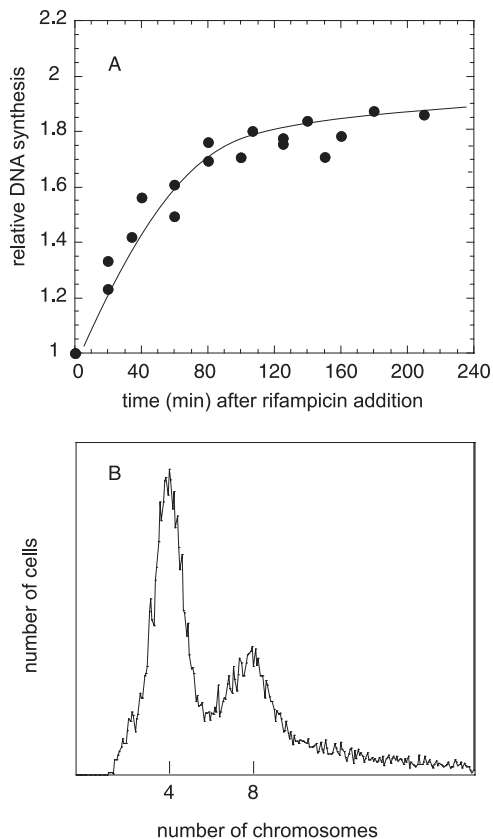 2.2
A
2
1.8
1.6
1.4
1.2
1
0 40 80 120 160 200 240
relative DNA synthesis
time (min) after rifampicin addition
B
number of cells
4 8
number of chromosomes